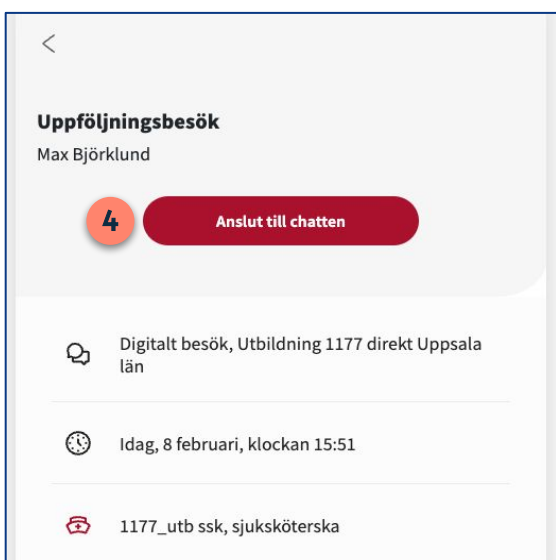 Uppföljningsbesök
Max Björklund
4
Anslut till chatten
Digitalt besök, Utbildning 1177 direkt Uppsala
län
Idag, 8 februari, klockan 15:51
1177_utb ssk, sjuksköterska